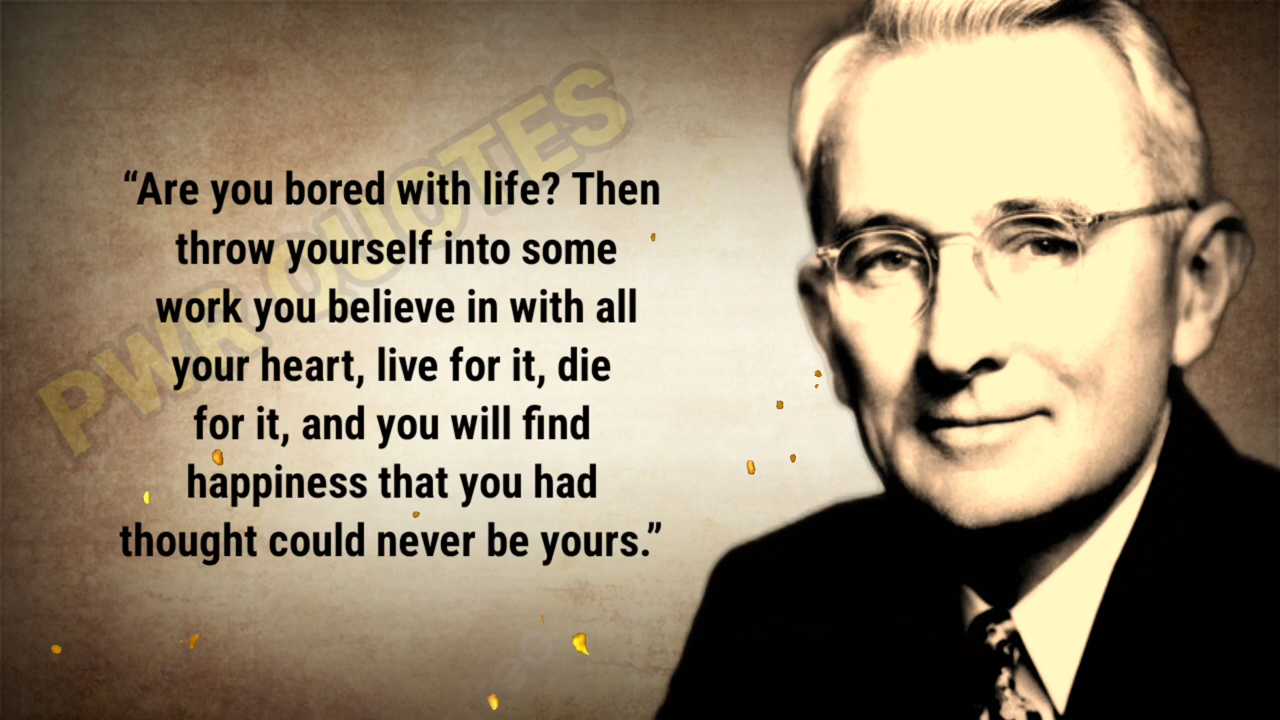 “Are you bored with life? Then
throw yourself into some
work you believe in with all
your heart, live for it, die
for it, and you will find
happiness that you had
thought could never be yours.”
PWR QUOTES